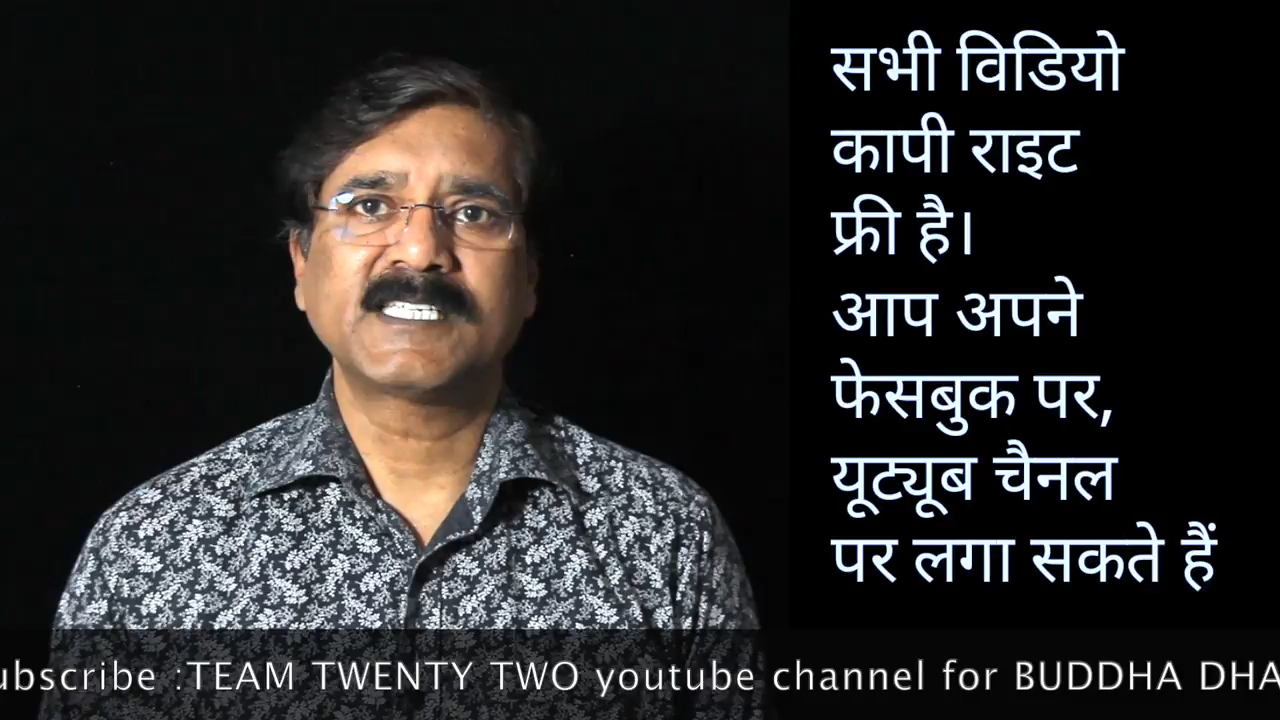 सभी विडियो
कापी राइट
फ्री है।
आप अपने
फेसबुक पर,
यूट्यूब चैनल
पर लगा सकते हैं
ubscribe :TEAM TWENTY TWO youtube channel for BUDDHA DHA